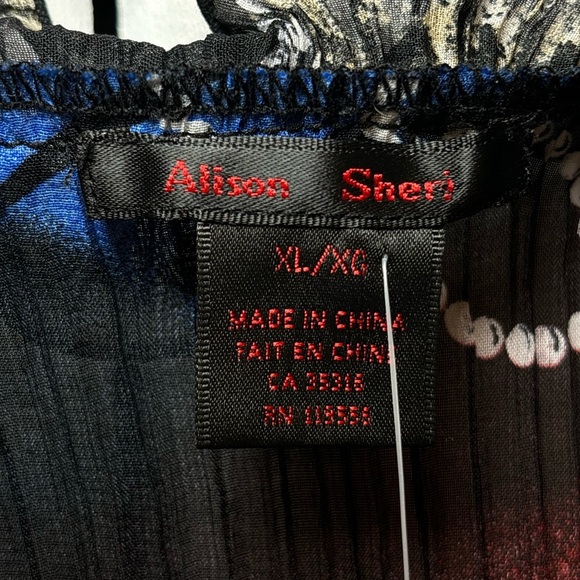 Alison Sheri
XL/XG
MADE IN CHINA
FAIT EN CHINE
CA 35316
RN 113558